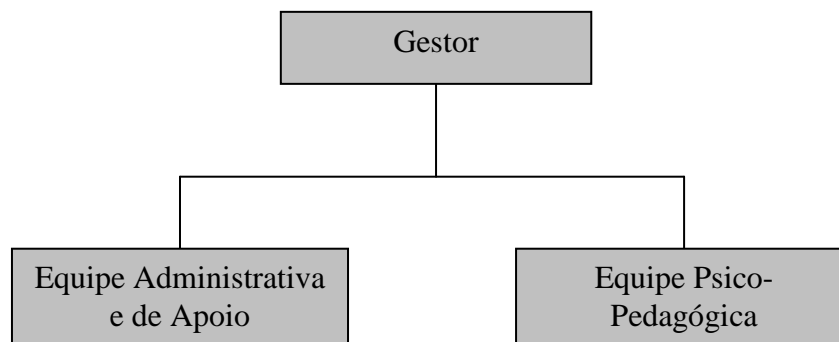 Gestor
Equipe Administrativa
e de Apoio
Equipe Psico-
Pedagógica